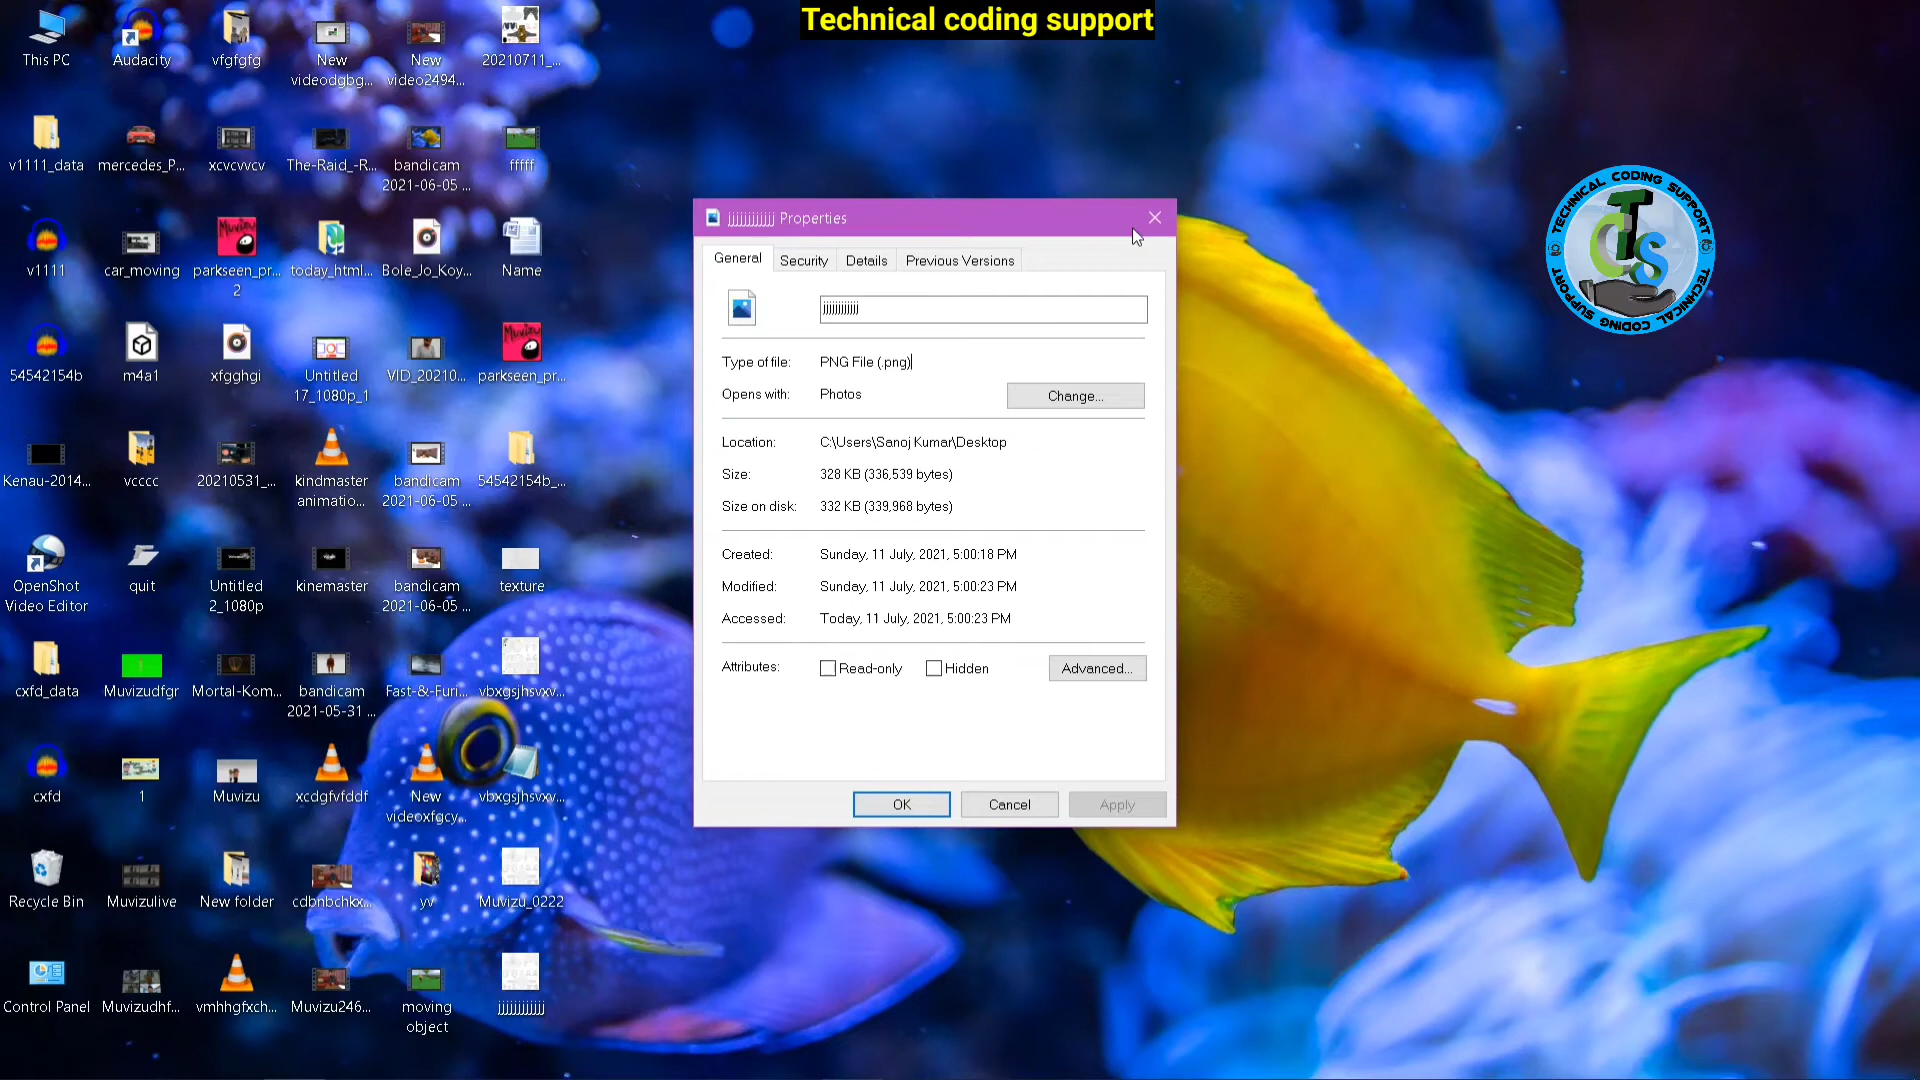 Technical coding support
This PC
Audacity
vfgfgfg
New
videodgbg...
New
video2494...
20210711_...
v1111_data
mercedes_P...
xcvcvvcv
The-Raid_-R...
bandicam
2021-06-05 ...
fffff
v1111
car_moving
parkseen_pr...
2
today_html...
Bole_Jo_Koy...
Name
54542154b
m4a1
xfgghgi
Untitled
17_1080p_1
VID_20210...
parkseen_pr...
Kenau-2014...
vcccc
20210531_...
kindmaster
animatio...
bandicam
2021-06-05 ...
54542154b_...
OpenShot
Video Editor
quit
Untitled
2_1080p
kinemaster
bandicam
2021-06-05 ...
texture
cxfd_data
Muvizudfgr
Mortal-Kom...
bandicam
2021-05-31 ...
Fast-&-Furi...
vbxgsjhsvxv...
cxfd
1
Muvizu
xcdgfvfddf
New
videoxfgcy...
vbxgsjhsvxv...
Recycle Bin
Muvizulive
New folder
cdbnbchkx...
yv
Muvizu_0222
Control Panel
Muvizudhf...
vmhhgfxch...
Muvizu246...
moving
object
jjjjjjjjjjjj
jjjjjjjjjjjj Properties
General
Security
Details
Previous Versions
jjjjjjjjjjjj
Type of file: PNG File (.png)
Opens with: Photos
Change...
Location: C:\Users\Sanoj Kumar\Desktop
Size: 328 KB (336,539 bytes)
Size on disk: 332 KB (339,968 bytes)
Created: Sunday, 11 July, 2021, 5:00:18 PM
Modified: Sunday, 11 July, 2021, 5:00:23 PM
Accessed: Today, 11 July, 2021, 5:00:23 PM
Attributes: Read-only Hidden Advanced...
OK
Cancel
Apply
TECHNICAL CODING SUPPORT
TCS
TECHNICAL CODING SUPPORT